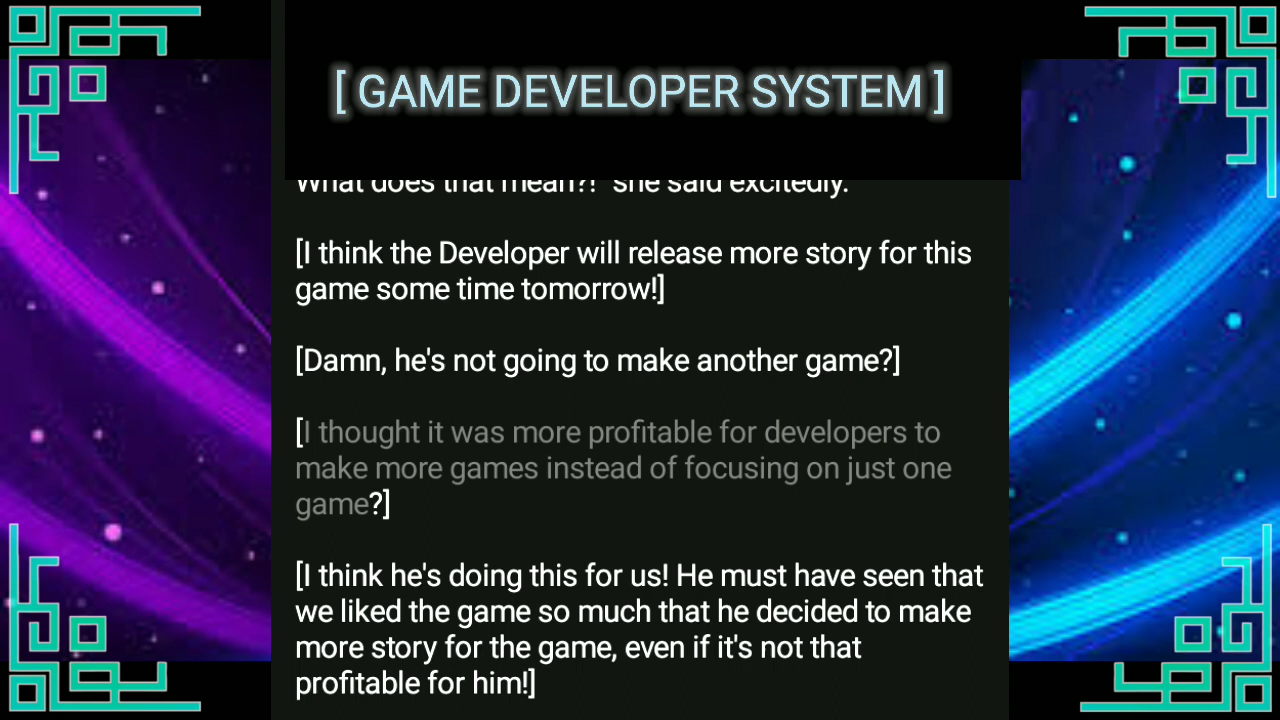 [ GAME DEVELOPER SYSTEM ]
What does that mean?!" she said excitedly.
[I think the Developer will release more story for this
game some time tomorrow!]
[Damn, he's not going to make another game?]
[I thought it was more profitable for developers to
make more games instead of focusing on just one
game?]
[I think he's doing this for us! He must have seen that
we liked the game so much that he decided to make
more story for the game, even if it's not that
profitable for him!]